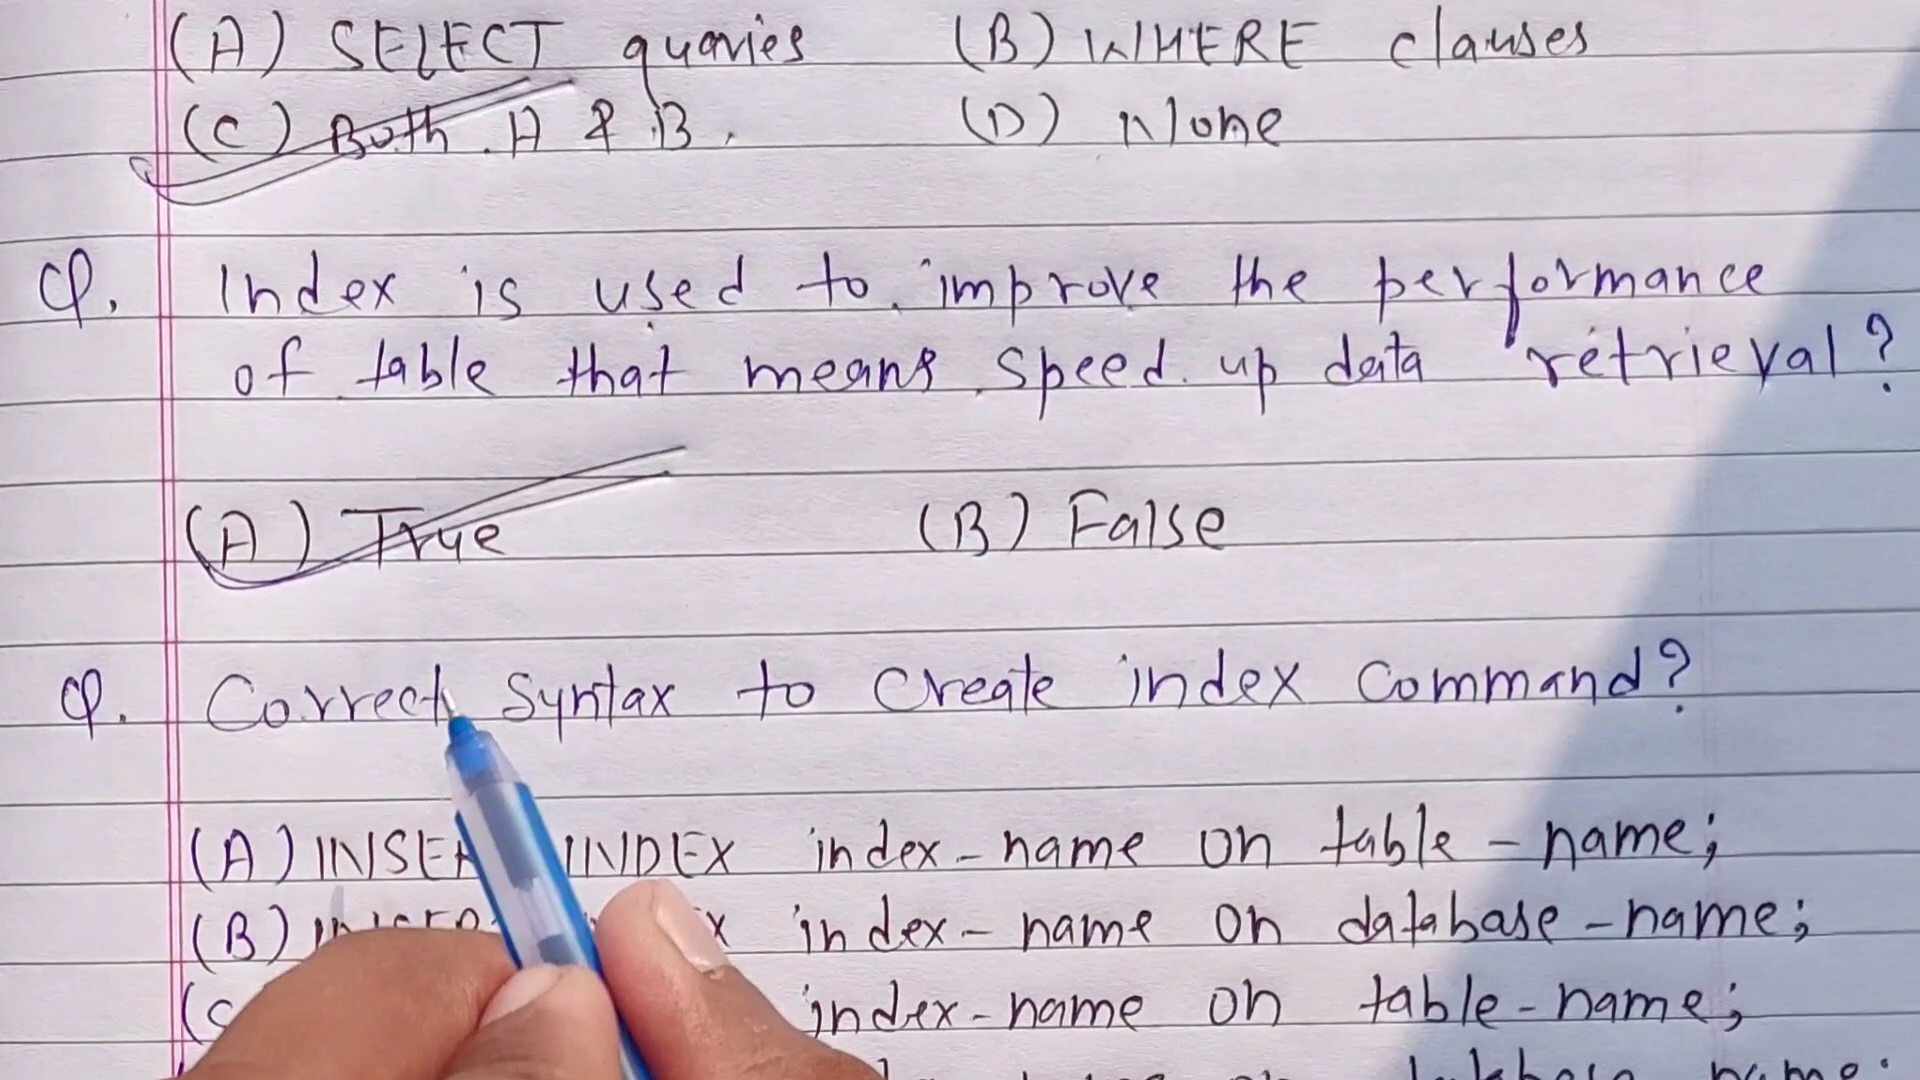 (A) SELECT queries (B) WHERE clauses
(C) Both A & B. (D) None
Q. Index is used to improve the performance
of table that means speed up data retrieval?
(A) True (B) False
Q. Correct Syntax to Create index Command?
(A) INDEX index-name on table-name;
(B) index-name on database-name;
(C index-name on table-name;
name;